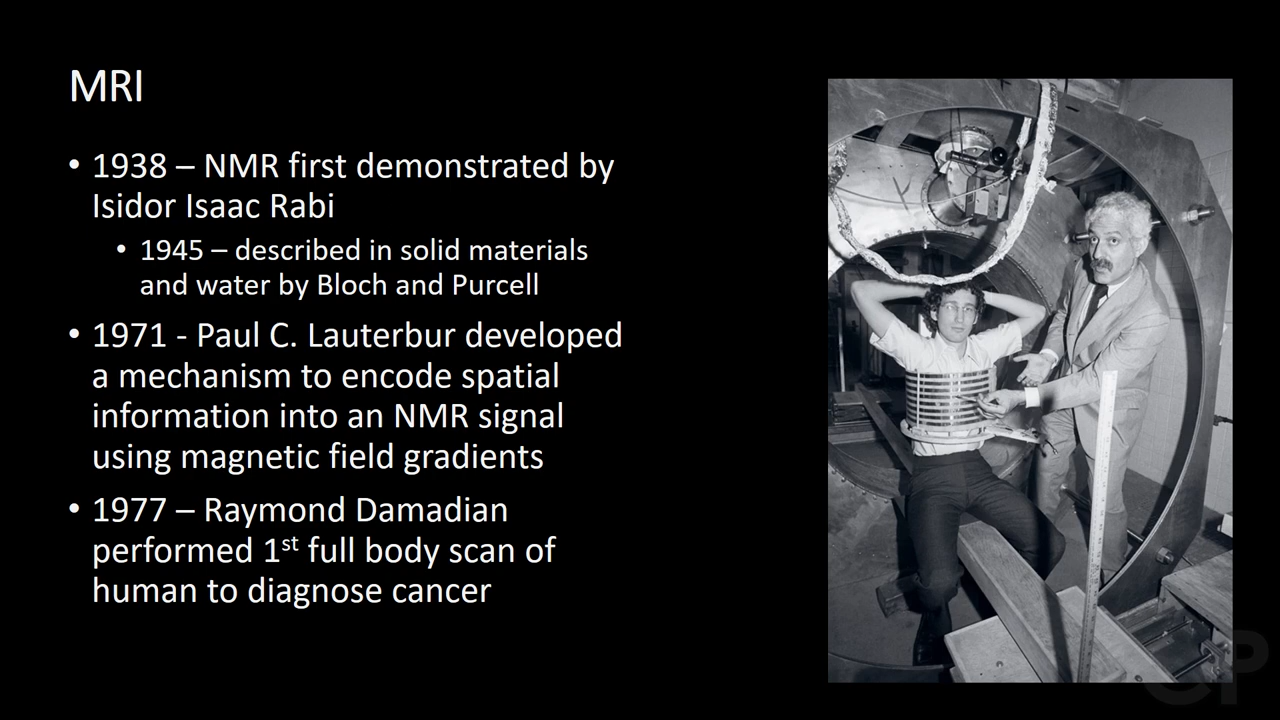 MRI
• 1938 – NMR first demonstrated by
Isidor Isaac Rabi
• 1945 – described in solid materials
and water by Bloch and Purcell
• 1971 - Paul C. Lauterbur developed
a mechanism to encode spatial
information into an NMR signal
using magnetic field gradients
• 1977 – Raymond Damadian
performed 1st full body scan of
human to diagnose cancer
CP